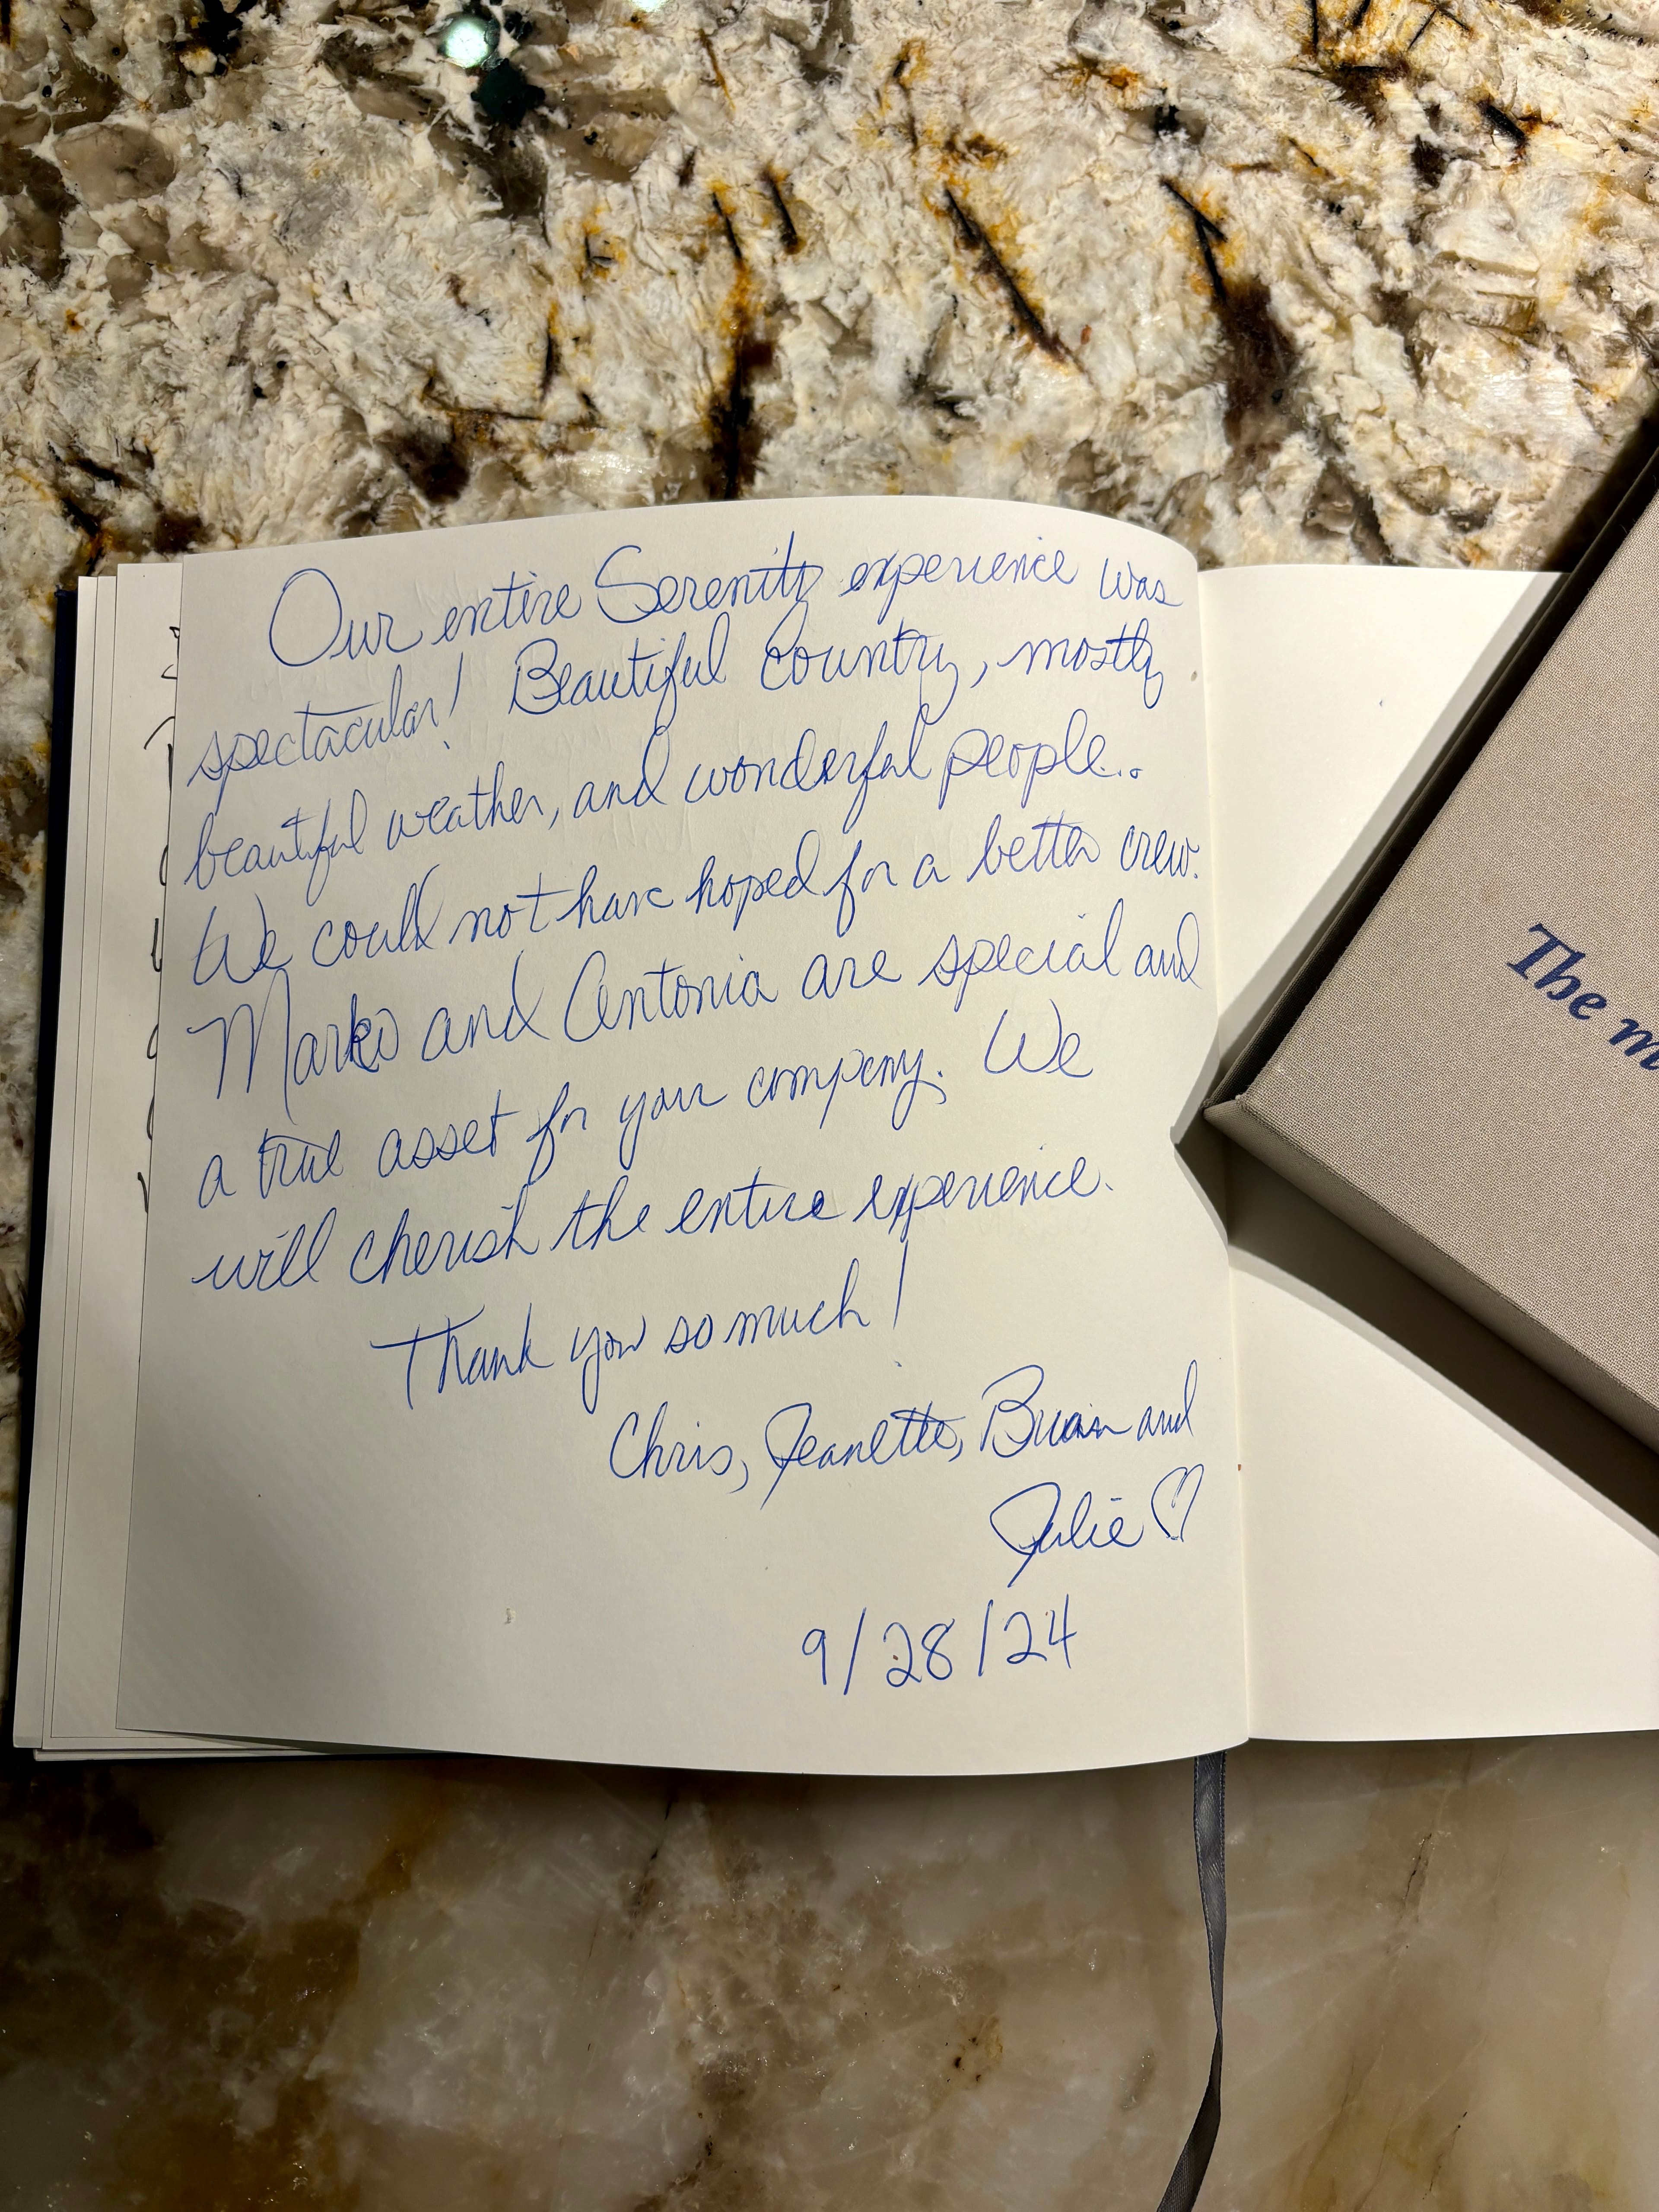 Our entire Serenity experience was
spectacular! Beautiful Country, mostly
beautiful weather, and wonderful people..
We could not have hoped for a better crew.
Marko and Antonia are special and
a true asset for your company. We
will cherish the entire experience.
Thank you so much!
Chris, Jeanette, Brian and
Julie ♡
9/28/24
The m